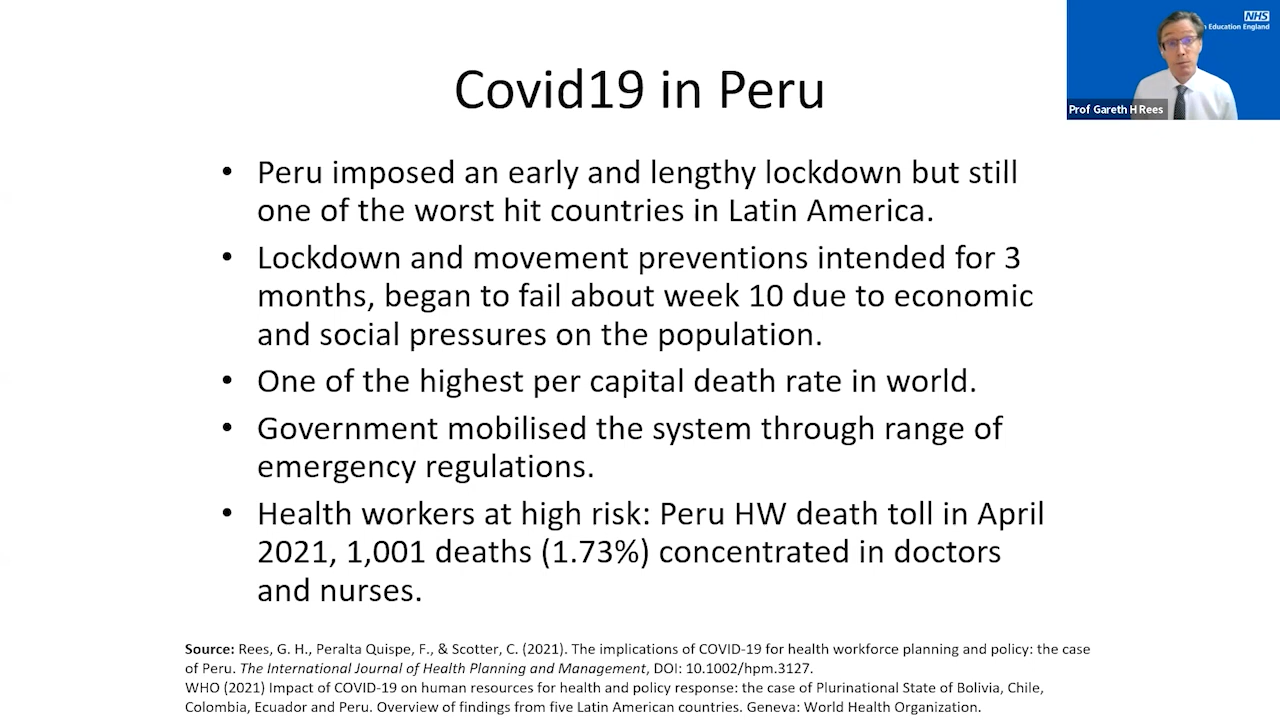 NHS
Education England
Prof Gareth H Rees
Covid19 in Peru
• Peru imposed an early and lengthy lockdown but still
one of the worst hit countries in Latin America.
• Lockdown and movement preventions intended for 3
months, began to fail about week 10 due to economic
and social pressures on the population.
• One of the highest per capital death rate in world.
• Government mobilised the system through range of
emergency regulations.
• Health workers at high risk: Peru HW death toll in April
2021, 1,001 deaths (1.73%) concentrated in doctors
and nurses.
Source: Rees, G. H., Peralta Quispe, F., & Scotter, C. (2021). The implications of COVID-19 for health workforce planning and policy: the case
of Peru. The International Journal of Health Planning and Management, DOI: 10.1002/hpm.3127.
WHO (2021) Impact of COVID-19 on human resources for health and policy response: the case of Plurinational State of Bolivia, Chile,
Colombia, Ecuador and Peru. Overview of findings from five Latin American countries. Geneva: World Health Organization.